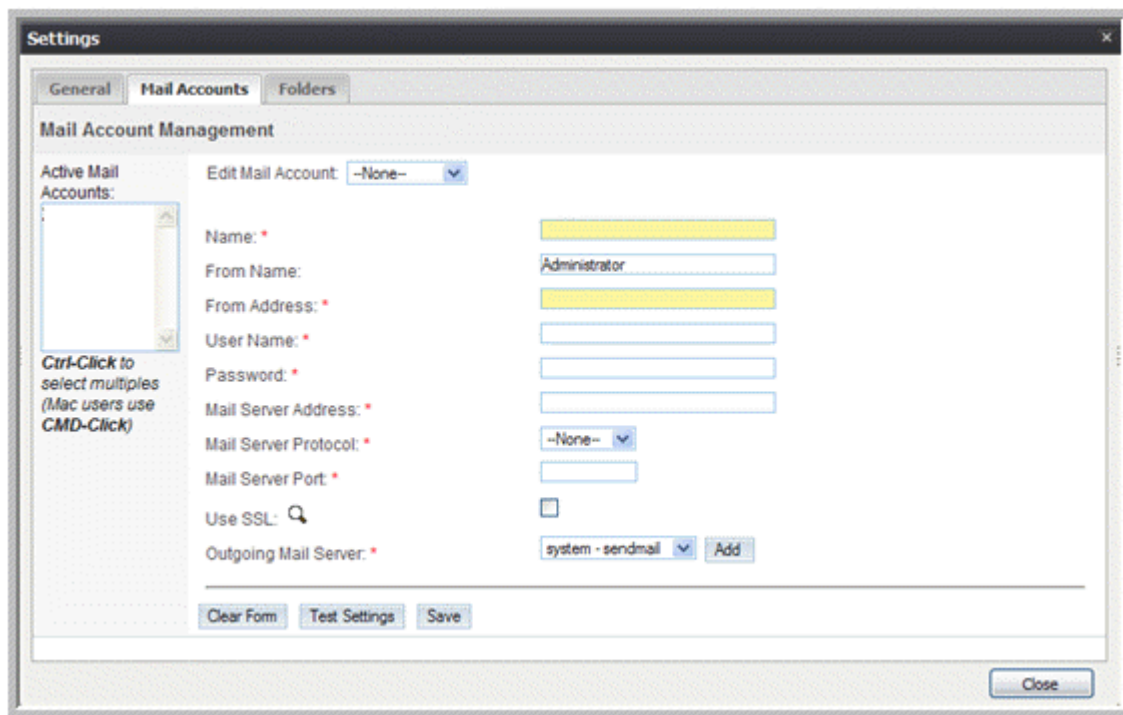 Settings
General Mail Accounts Folders
Mail Account Management
Active Mail
Accounts:
Ctrl-Click to
select multiples
(Mac users use
CMD-Click)
Edit Mail Account: --None--
Name: *
From Name: Administrator
From Address: *
User Name: *
Password: *
Mail Server Address: *
Mail Server Protocol: * --None--
Mail Server Port: *
Use SSL:
Outgoing Mail Server: * system - sendmail Add
Clear Form Test Settings Save
Close